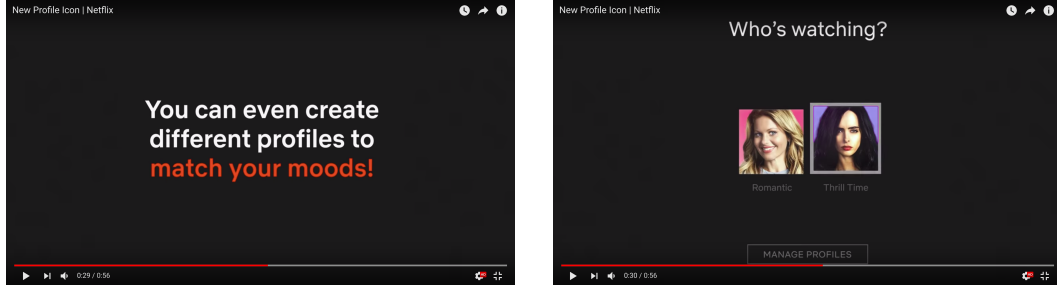 New Profile Icon | Netflix
You can even create
different profiles to
match your moods!
0:29 / 0:56
New Profile Icon | Netflix
Who's watching?
Romantic
Thrill Time
MANAGE PROFILES
0:30 / 0:56